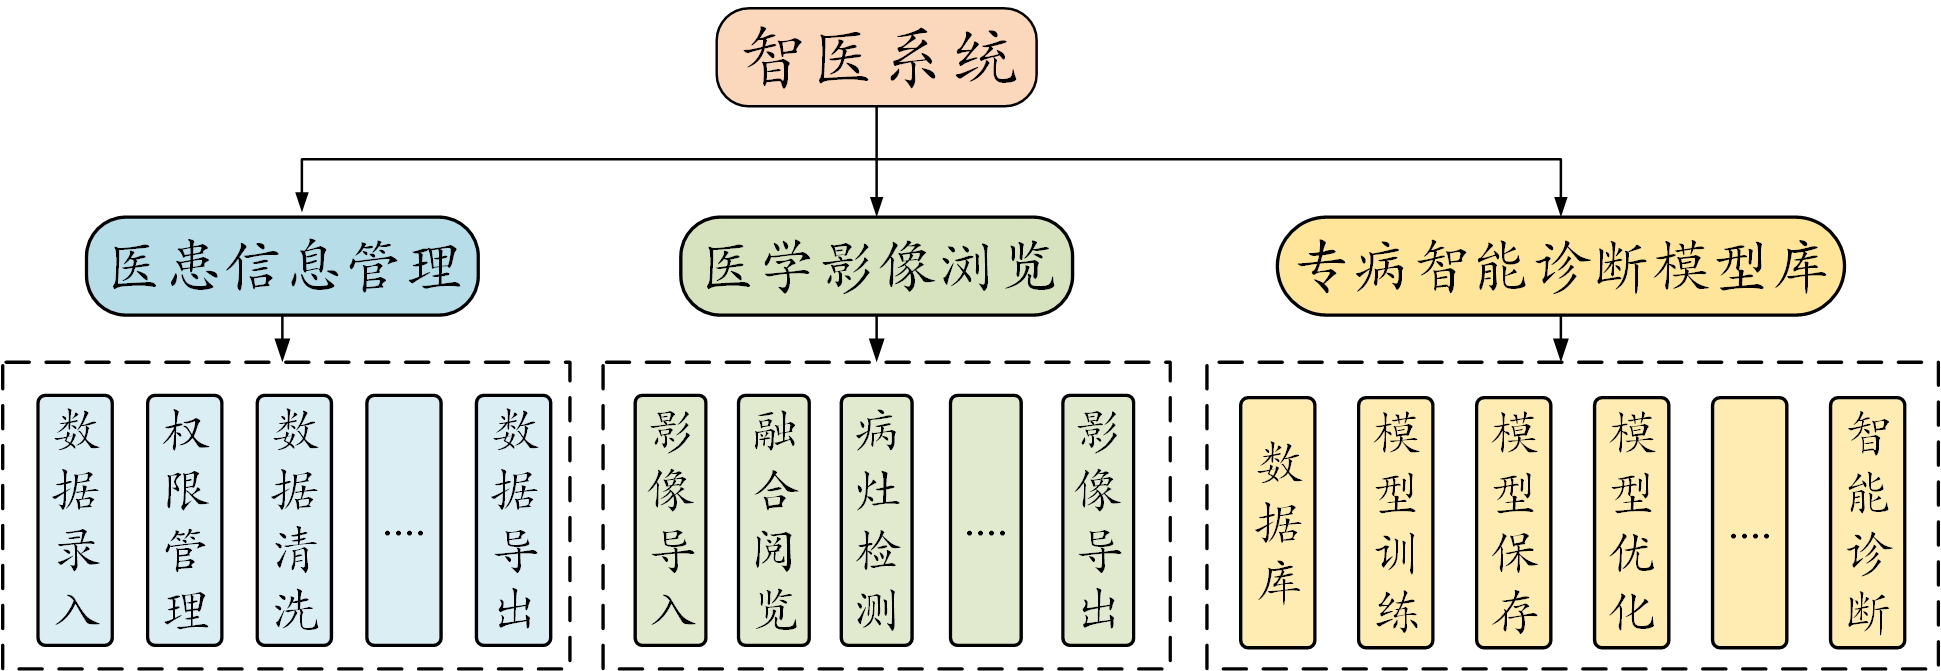 智医系统
医患信息管理
医学影像浏览
专病智能诊断模型库
数据录入
权限管理
数据清洗
····
数据导出
影像导入
融合阅览
病灶检测
····
影像导出
数据库
模型训练
模型保存
模型优化
····
智能诊断